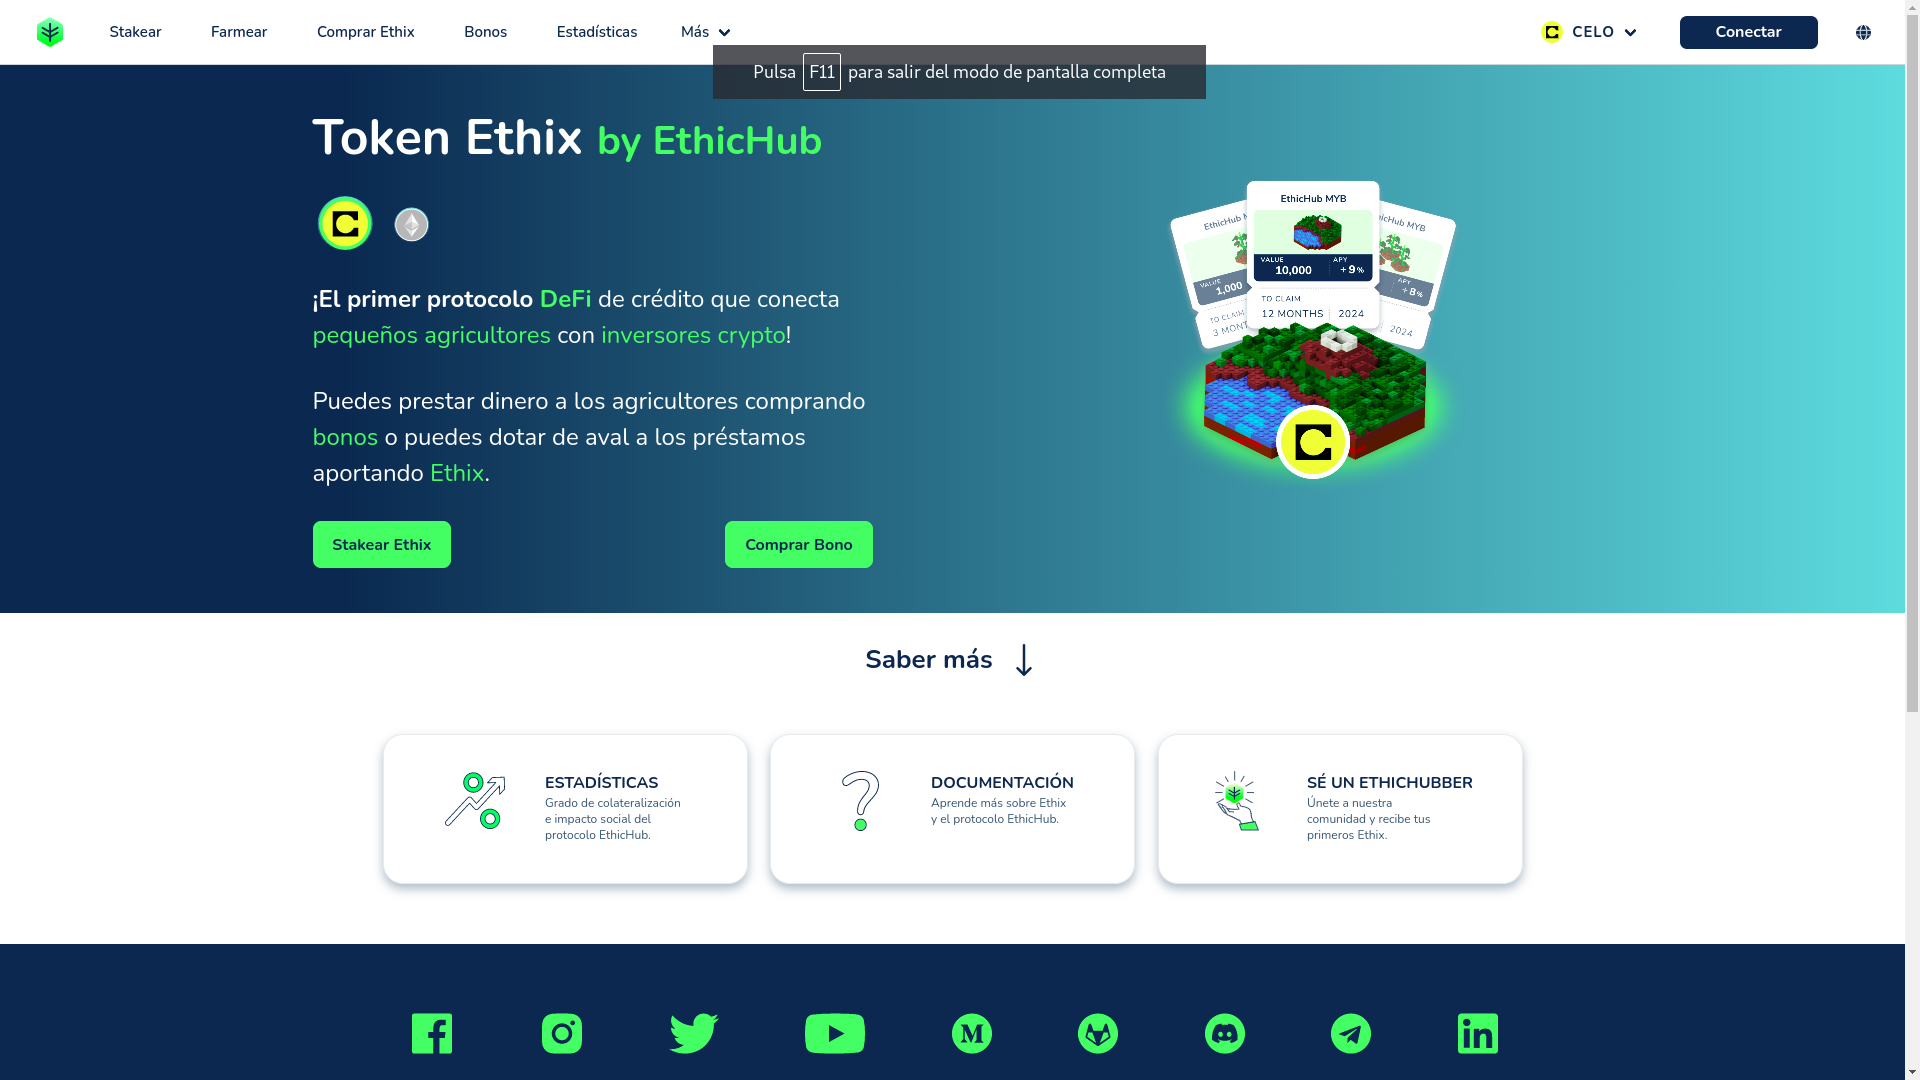 Stakear
Farmear
Comprar Ethix
Bonos
Estadísticas
Más
CELO
Conectar
Pulsa F11 para salir del modo de pantalla completa
Token Ethix by EthicHub
¡El primer protocolo DeFi de crédito que conecta
pequeños agricultores con inversores crypto!
Puedes prestar dinero a los agricultores comprando
bonos o puedes dotar de aval a los préstamos
aportando Ethix.
Stakear Ethix
Comprar Bono
EthicHub M
VALUE
1,000
TO CLAIM
3 MONT
EthicHub MYB
VALUE
10,000
APY
+9%
TO CLAIM
12 MONTHS
2024
hicHub MYB
APY
+8%
2024
Saber más
ESTADÍSTICAS
Grado de colateralización
e impacto social del
protocolo EthicHub.
DOCUMENTACIÓN
Aprende más sobre Ethix
y el protocolo EthicHub.
SÉ UN ETHICHUBBER
Únete a nuestra
comunidad y recibe tus
primeros Ethix.